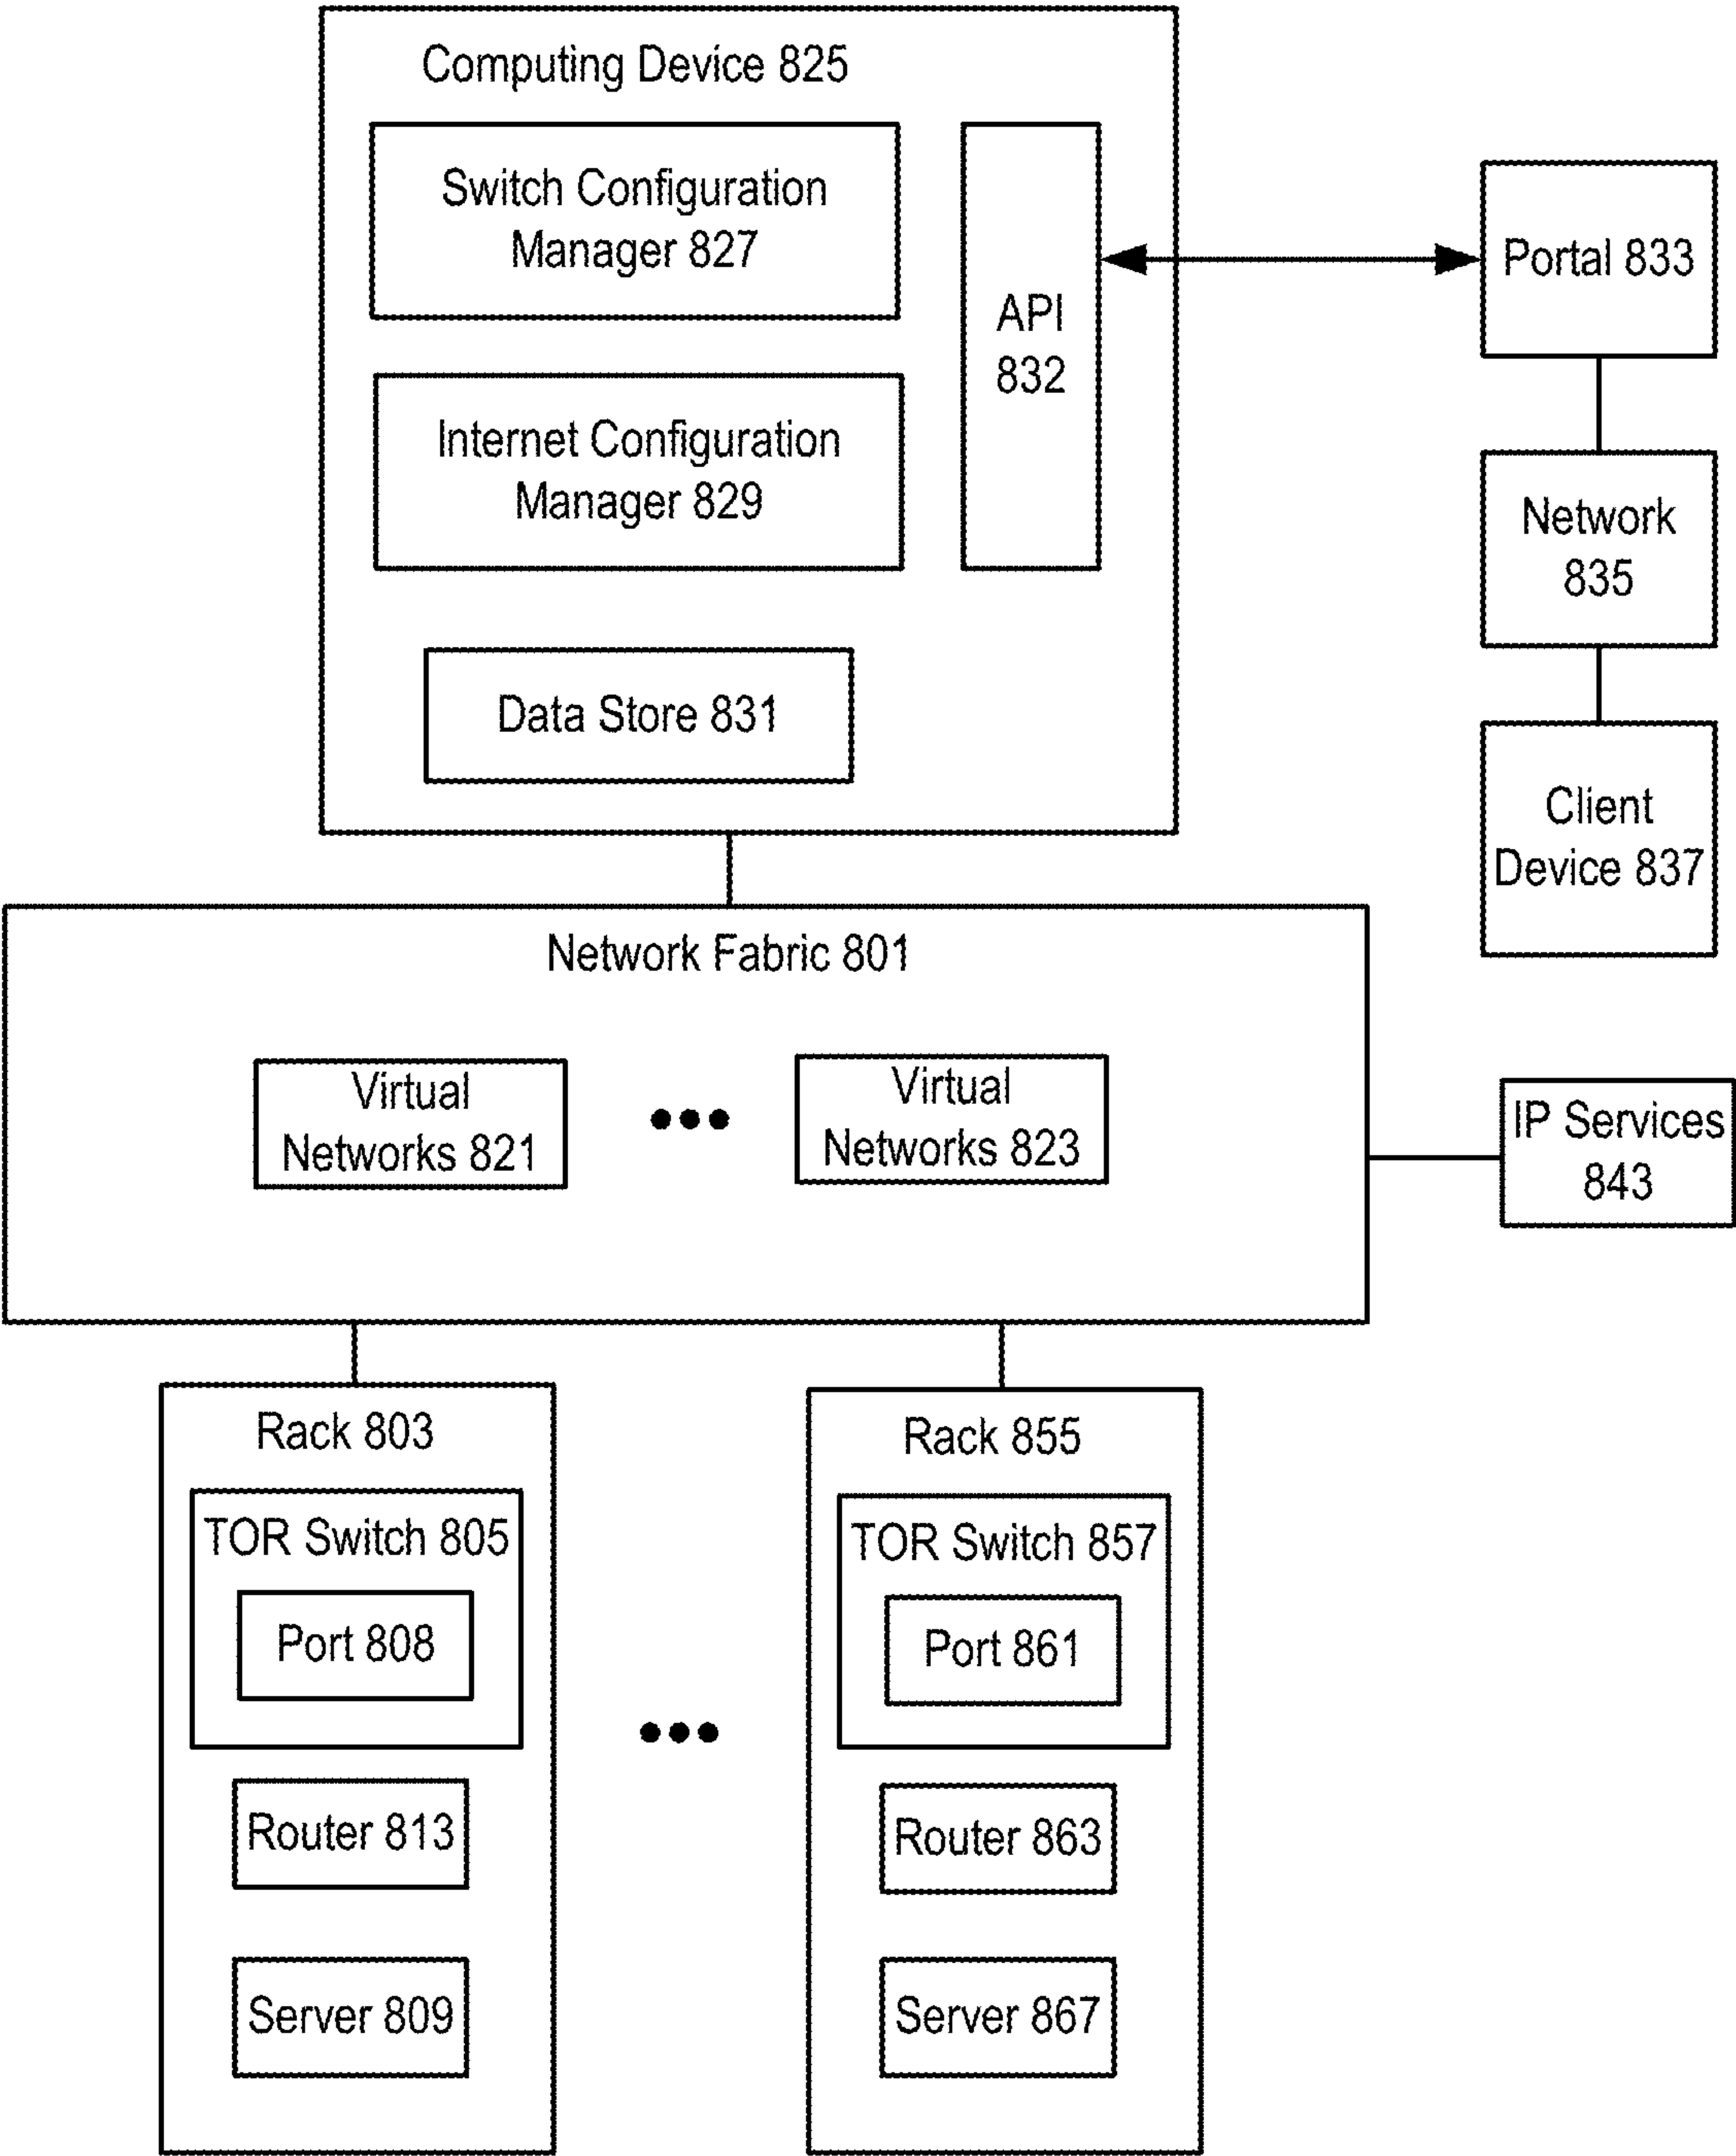 Computing Device 825
Switch Configuration
Manager 827
API
832
Internet Configuration
Manager 829
Data Store 831
Portal 833
Network
835
Client
Device 837
Network Fabric 801
Virtual
Networks 821
Virtual
Networks 823
IP Services
843
Rack 803
TOR Switch 805
Port 808
Router 813
Server 809
Rack 855
TOR Switch 857
Port 861
Router 863
Server 867